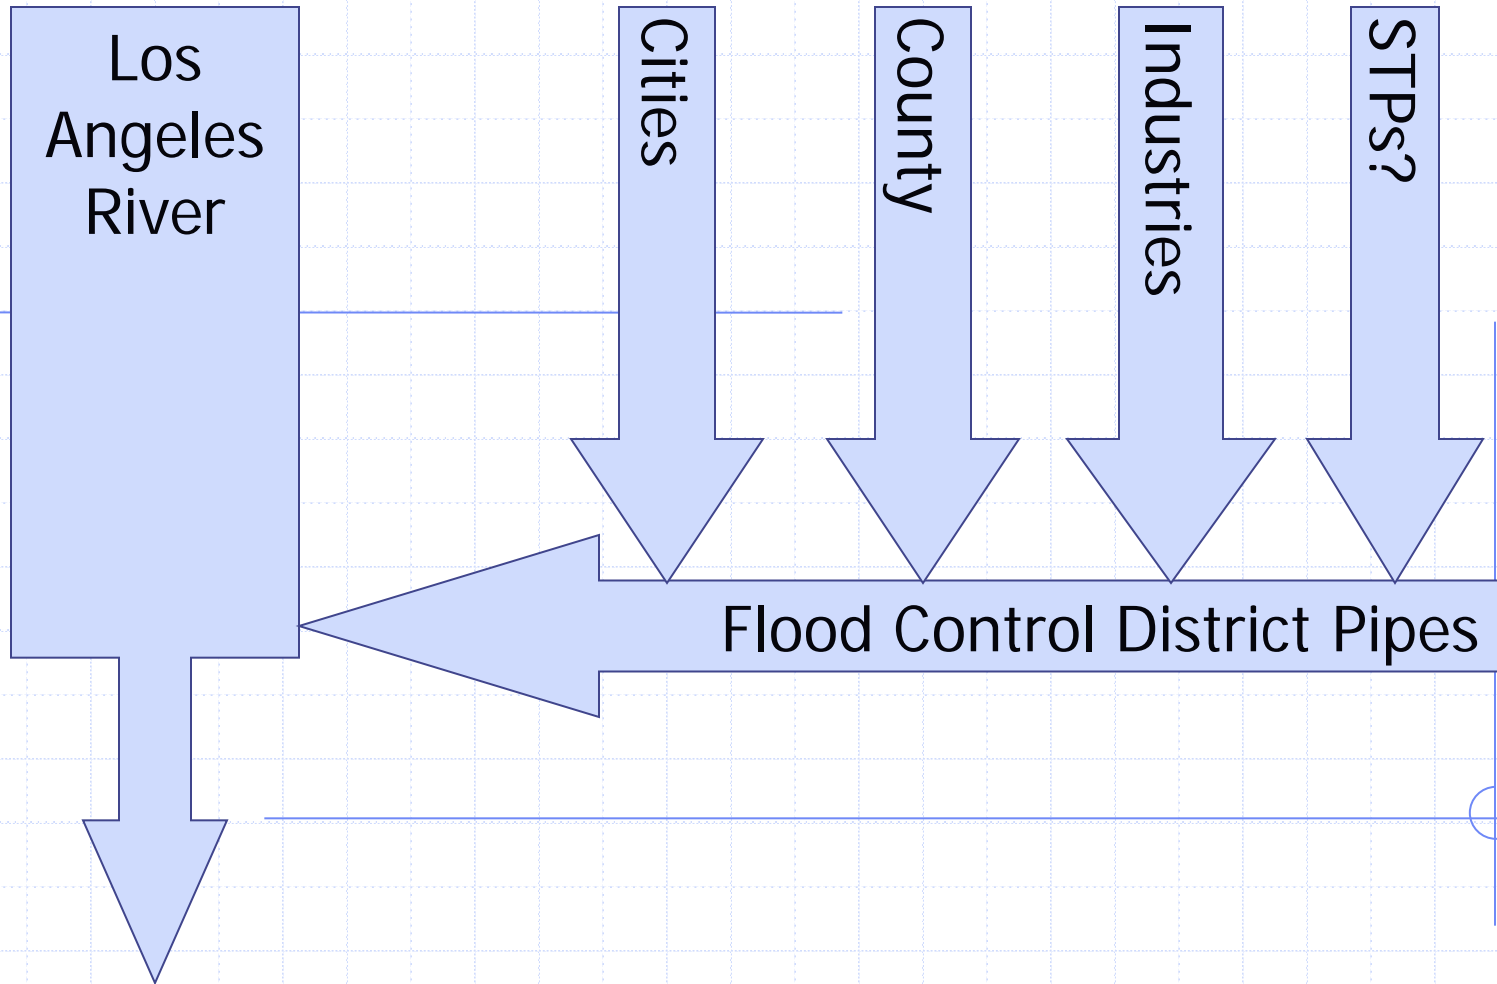 Los
Angeles
River
Cities
County
Industries
STPs?
Flood Control District Pipes